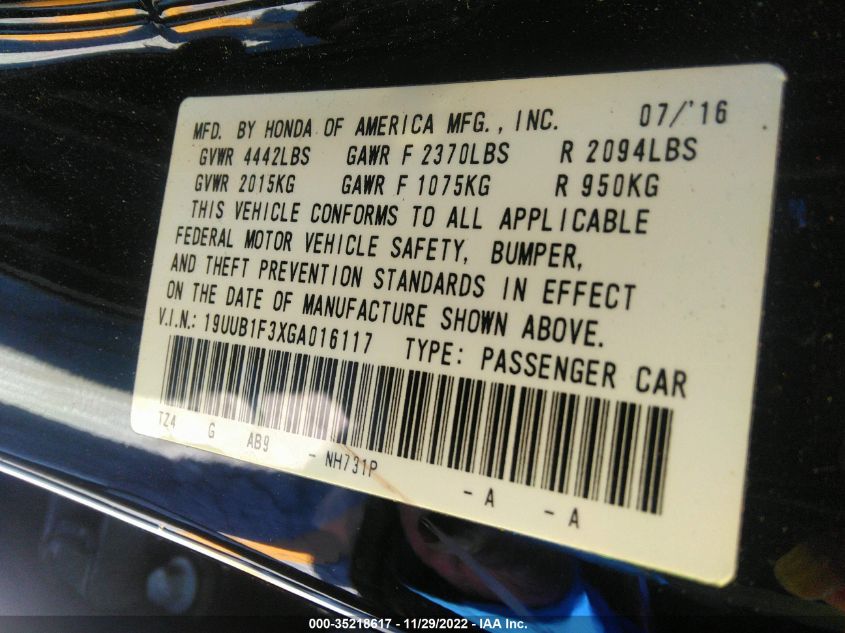 MFD. BY HONDA OF AMERICA MFG., INC. 07/'16
GVWR 4442LBS GAWR F 2370LBS R 2094LBS
GVWR 2015KG GAWR F 1075KG R 950KG
THIS VEHICLE CONFORMS TO ALL APPLICABLE
FEDERAL MOTOR VEHICLE SAFETY, BUMPER,
AND THEFT PREVENTION STANDARDS IN EFFECT
ON THE DATE OF MANUFACTURE SHOWN ABOVE.
V.I.N.: 19UUB1F3XGA016117 TYPE: PASSENGER CAR
TZ4 G AB9 - NH731P - A - A
000-35218617 - 11/29/2022 - IAA Inc.